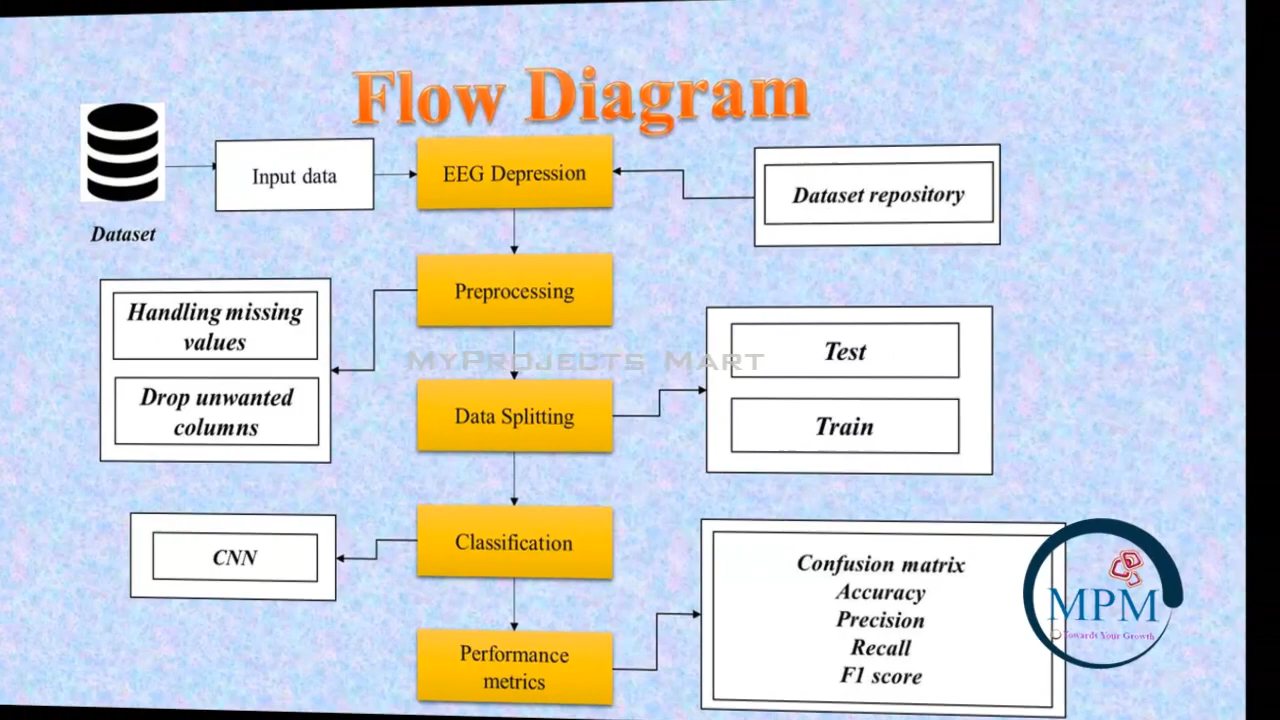 Flow Diagram
Dataset
Input data
EEG Depression
Dataset repository
Preprocessing
Handling missing
values
Drop unwanted
columns
MyProjects Mart
Data Splitting
Test
Train
Classification
CNN
Performance
metrics
Confusion matrix
Accuracy
Precision
Recall
F1 score
MPM
Towards Your Growth